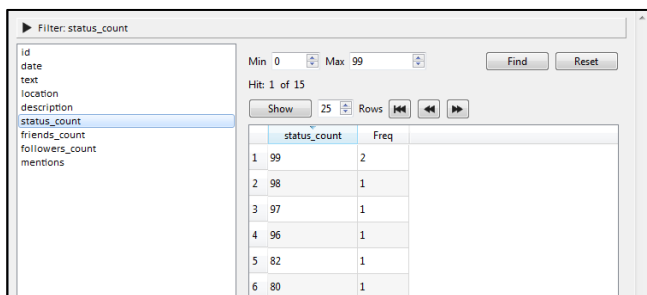 Filter: status_count
id
date
text
location
description
status_count
friends_count
followers_count
mentions
Min 0 Max 99 Find Reset
Hit: 1 of 15
Show 25 Rows
status_count Freq
1 99 2
2 98 1
3 97 1
4 96 1
5 82 1
6 80 1